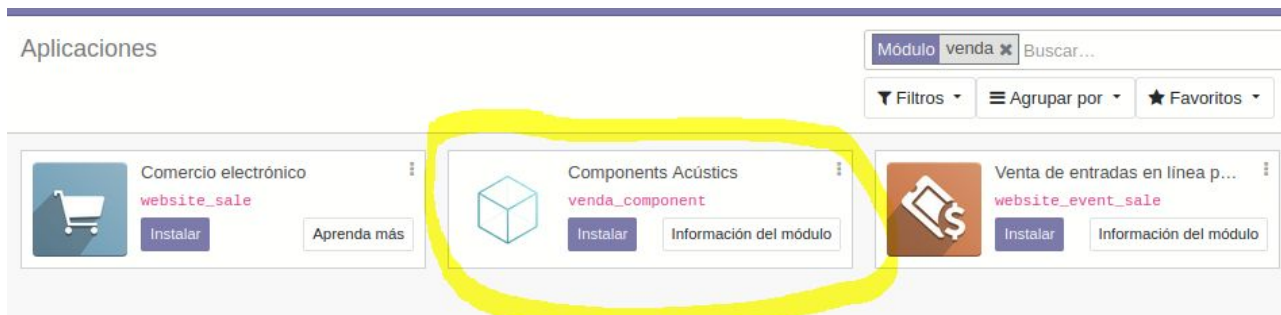 Aplicaciones
Módulo venda Buscar...
Filtros Agrupar por Favoritos
Comercio electrónico
website_sale
Instalar Aprenda más
Components Acústics
venda_component
Instalar Información del módulo
Venta de entradas en línea p...
website_event_sale
Instalar Información del módulo